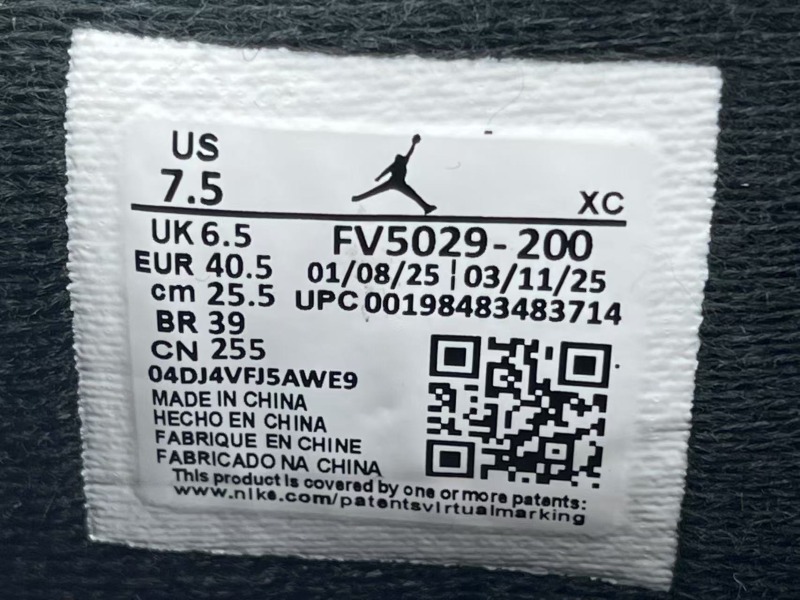 US
7.5
XC
UK 6.5
EUR 40.5
cm 25.5
BR 39
CN 255
FV5029-200
01/08/25 | 03/11/25
UPC 00198483483714
04DJ4VFJ5AWE9
MADE IN CHINA
HECHO EN CHINA
FABRIQUE EN CHINE
FABRICADO NA CHINA
This product is covered by one or more patents:
www.nike.com/patentsvirtualmarking